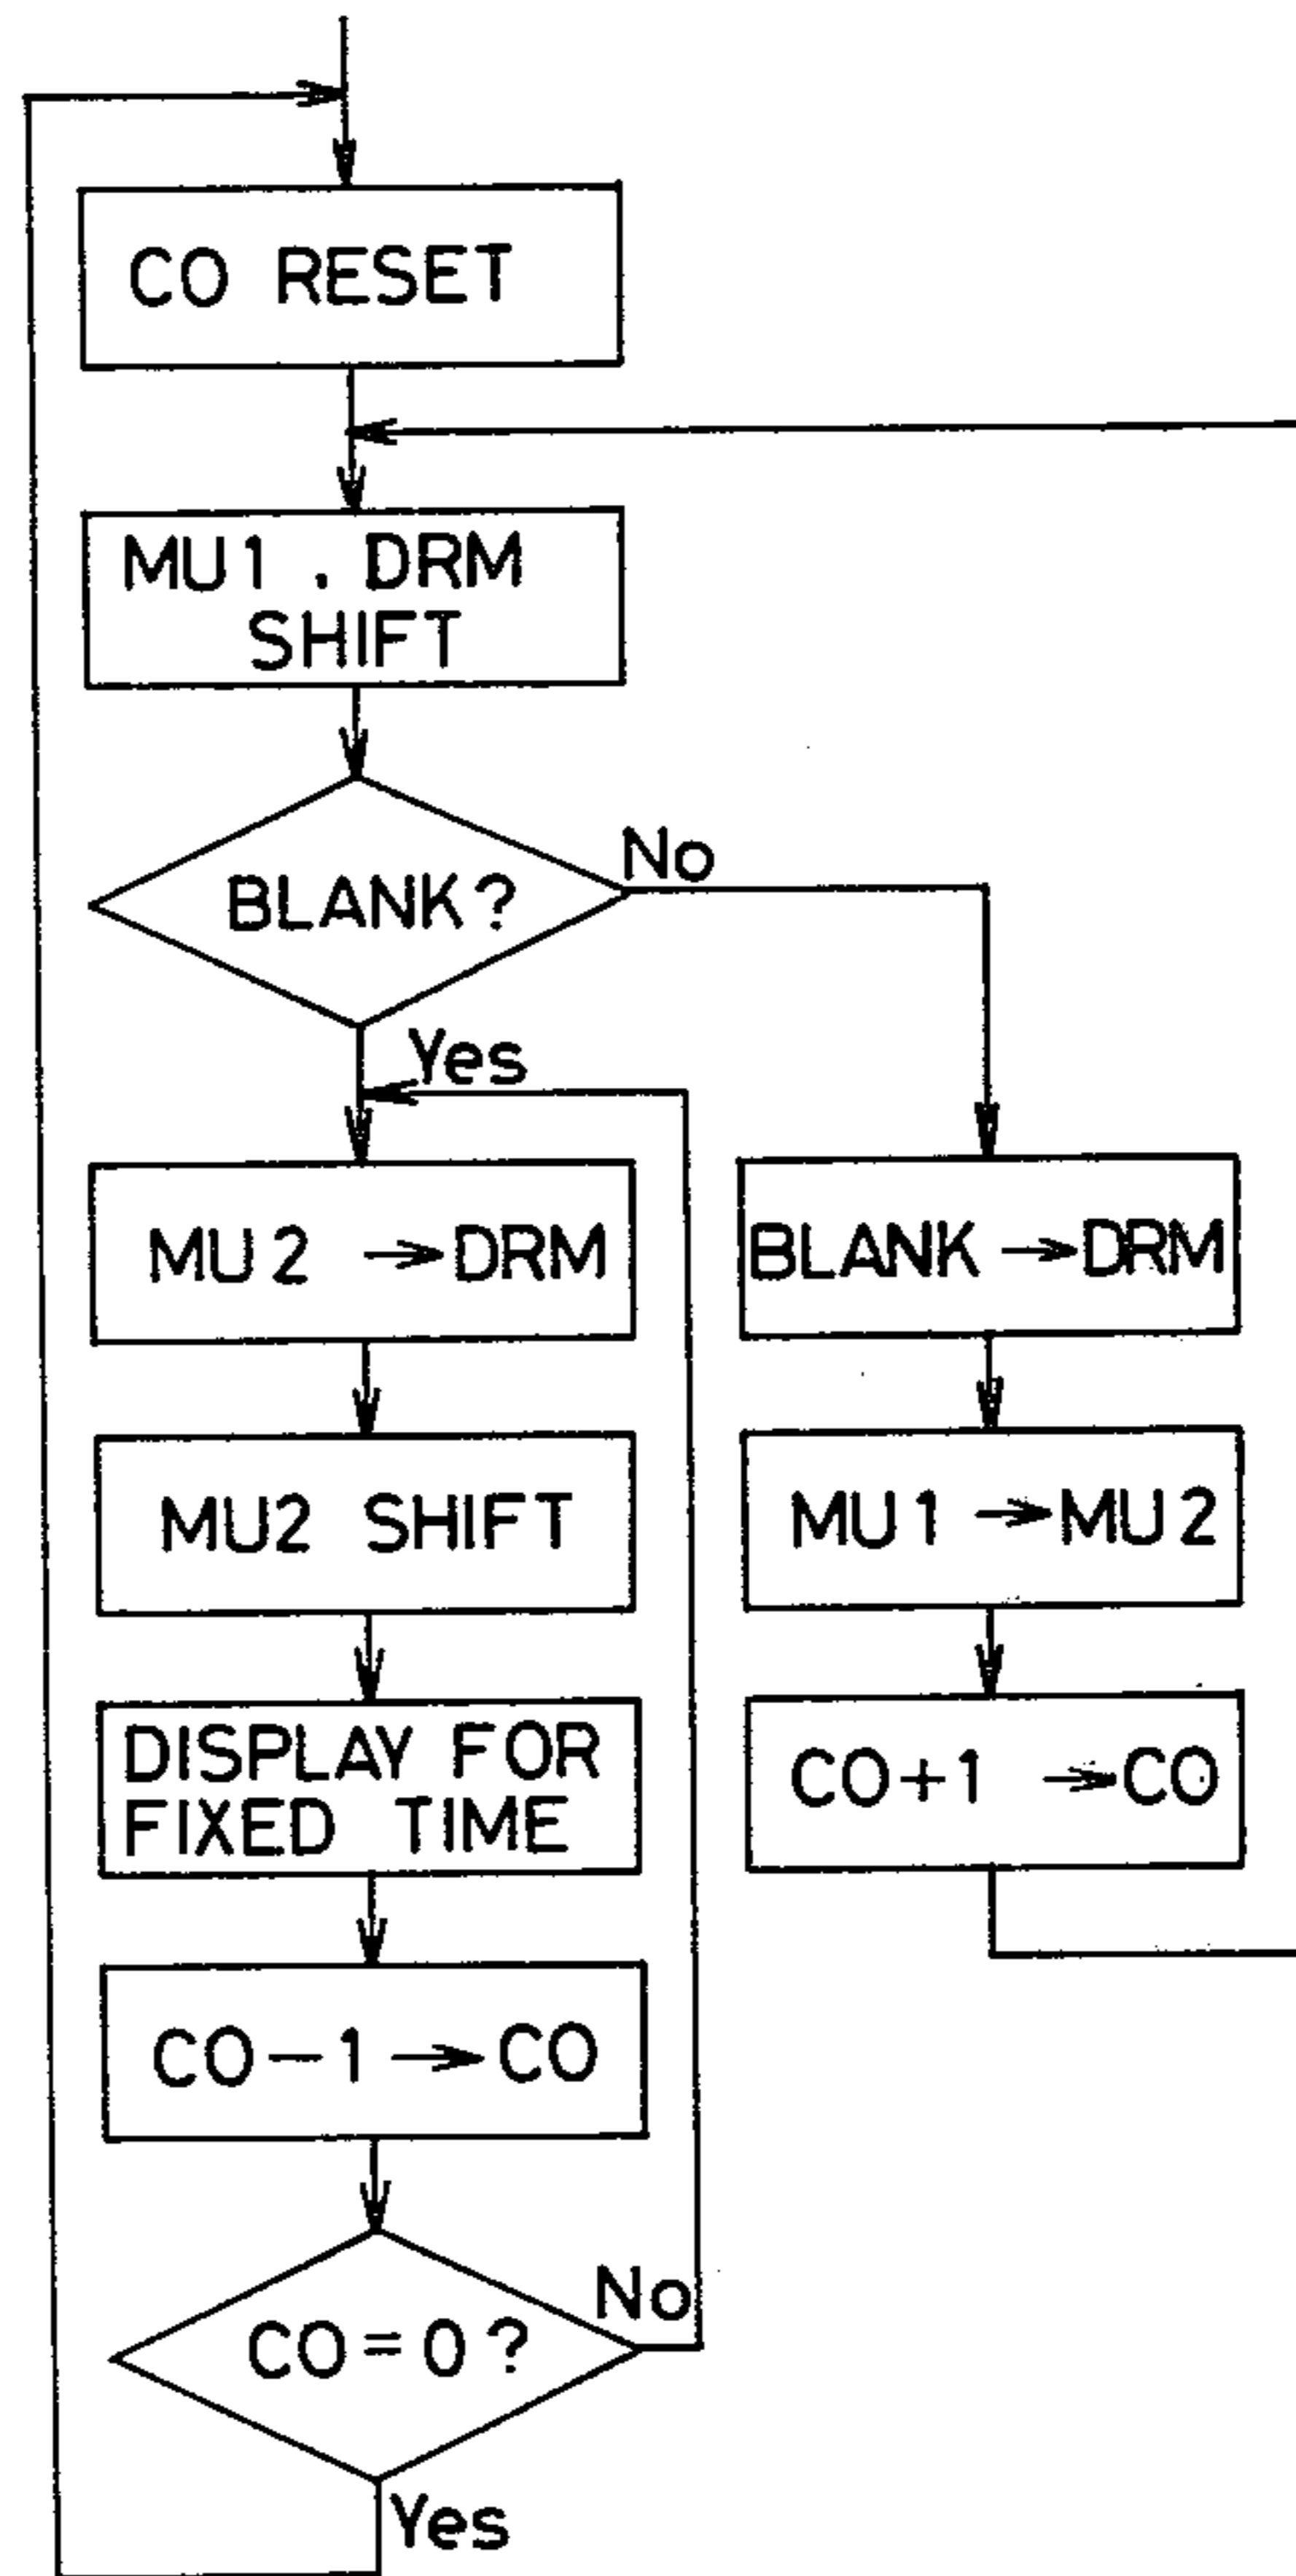 CO RESET
MU1 . DRM
SHIFT
BLANK?
No
Yes
MU2 → DRM
MU2 SHIFT
DISPLAY FOR
FIXED TIME
CO-1 → CO
CO=0?
No
Yes
BLANK → DRM
MU1 → MU2
CO+1 → CO